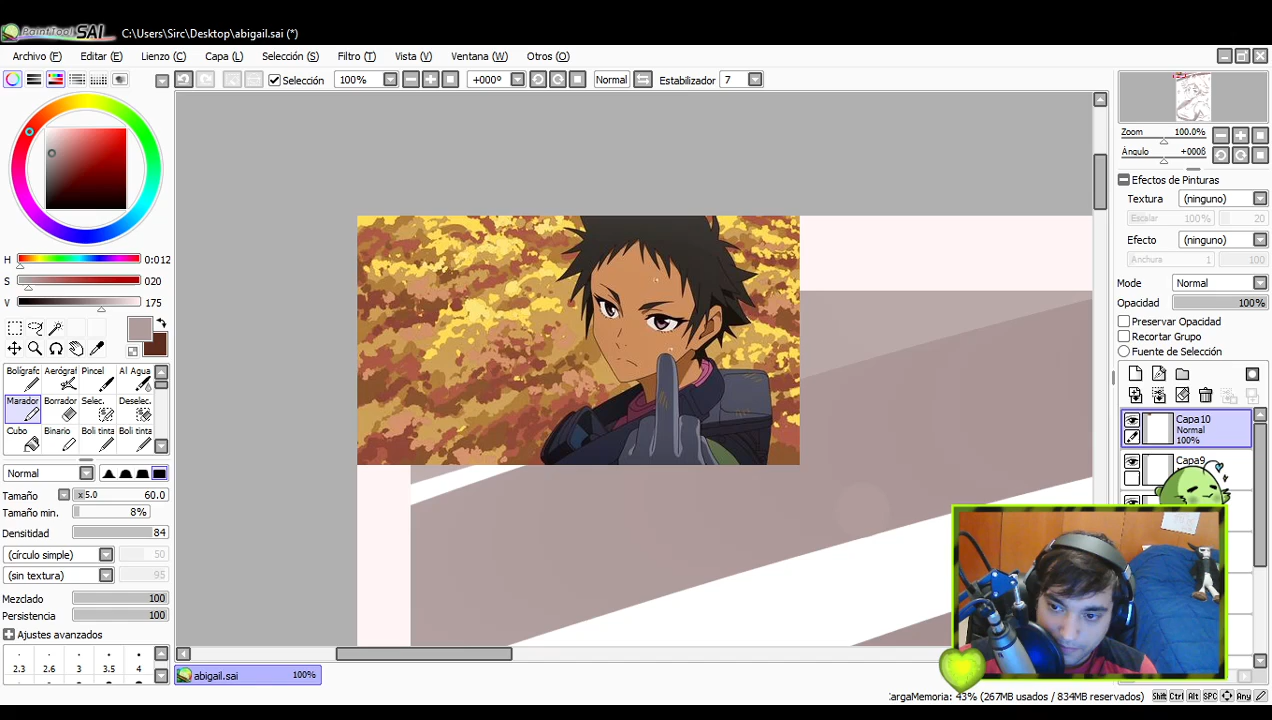 PaintTool SAI C:\Users\Sirc\Desktop\abigail.sai (*)
Archivo (F) Editar (E) Lienzo (C) Capa (L) Selección (S) Filtro (T) Vista (V) Ventana (W) Otros (O)
Selección 100% +000º Normal Estabilizador 7
Zoom 100.0%
Ángulo +000º
Efectos de Pinturas
Textura (ninguno)
Escalar 100% 20
Efecto (ninguno)
Anchura 1 100
Mode Normal
Opacidad 100%
Preservar Opacidad
Recortar Grupo
Fuente de Selección
Capa10
Normal
100%
Capa9
H 0:012
S 020
V 175
Bolígrafo Aerógraf Pincel Al Agua
Marador Borrador Selec. Deselec.
Cubo Binario Boli tinta Boli tinta
Normal
Tamaño x5.0 60.0
Tamaño min. 8%
Densitidad 84
(círculo simple) 50
(sin textura) 95
Mezclado 100
Persistencia 100
Ajustes avanzados
2.3 2.6 3 3.5 4
abigail.sai 100%
CargaMemoria: 43% (267MB usados / 834MB reservados) Shift Ctrl Alt SPC Any